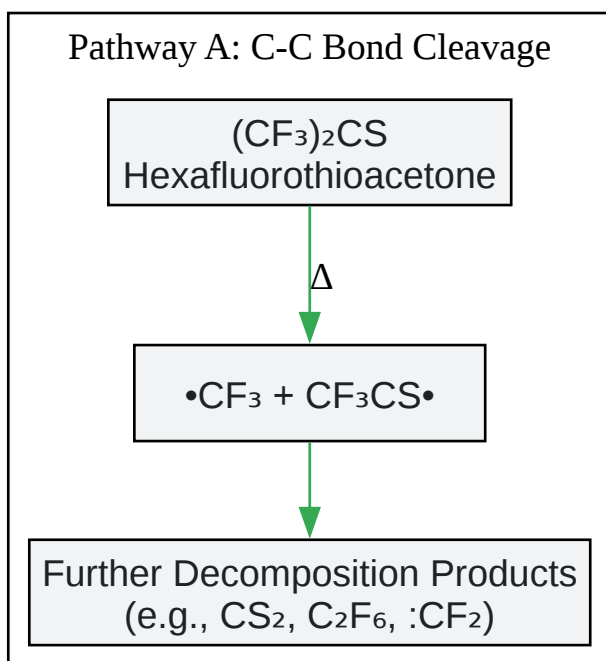 Pathway A: C-C Bond Cleavage
(CF₃)₂CS
Hexafluorothioacetone
Δ
•CF₃ + CF₃CS•
Further Decomposition Products
(e.g., CS₂, C₂F₆, :CF₂)